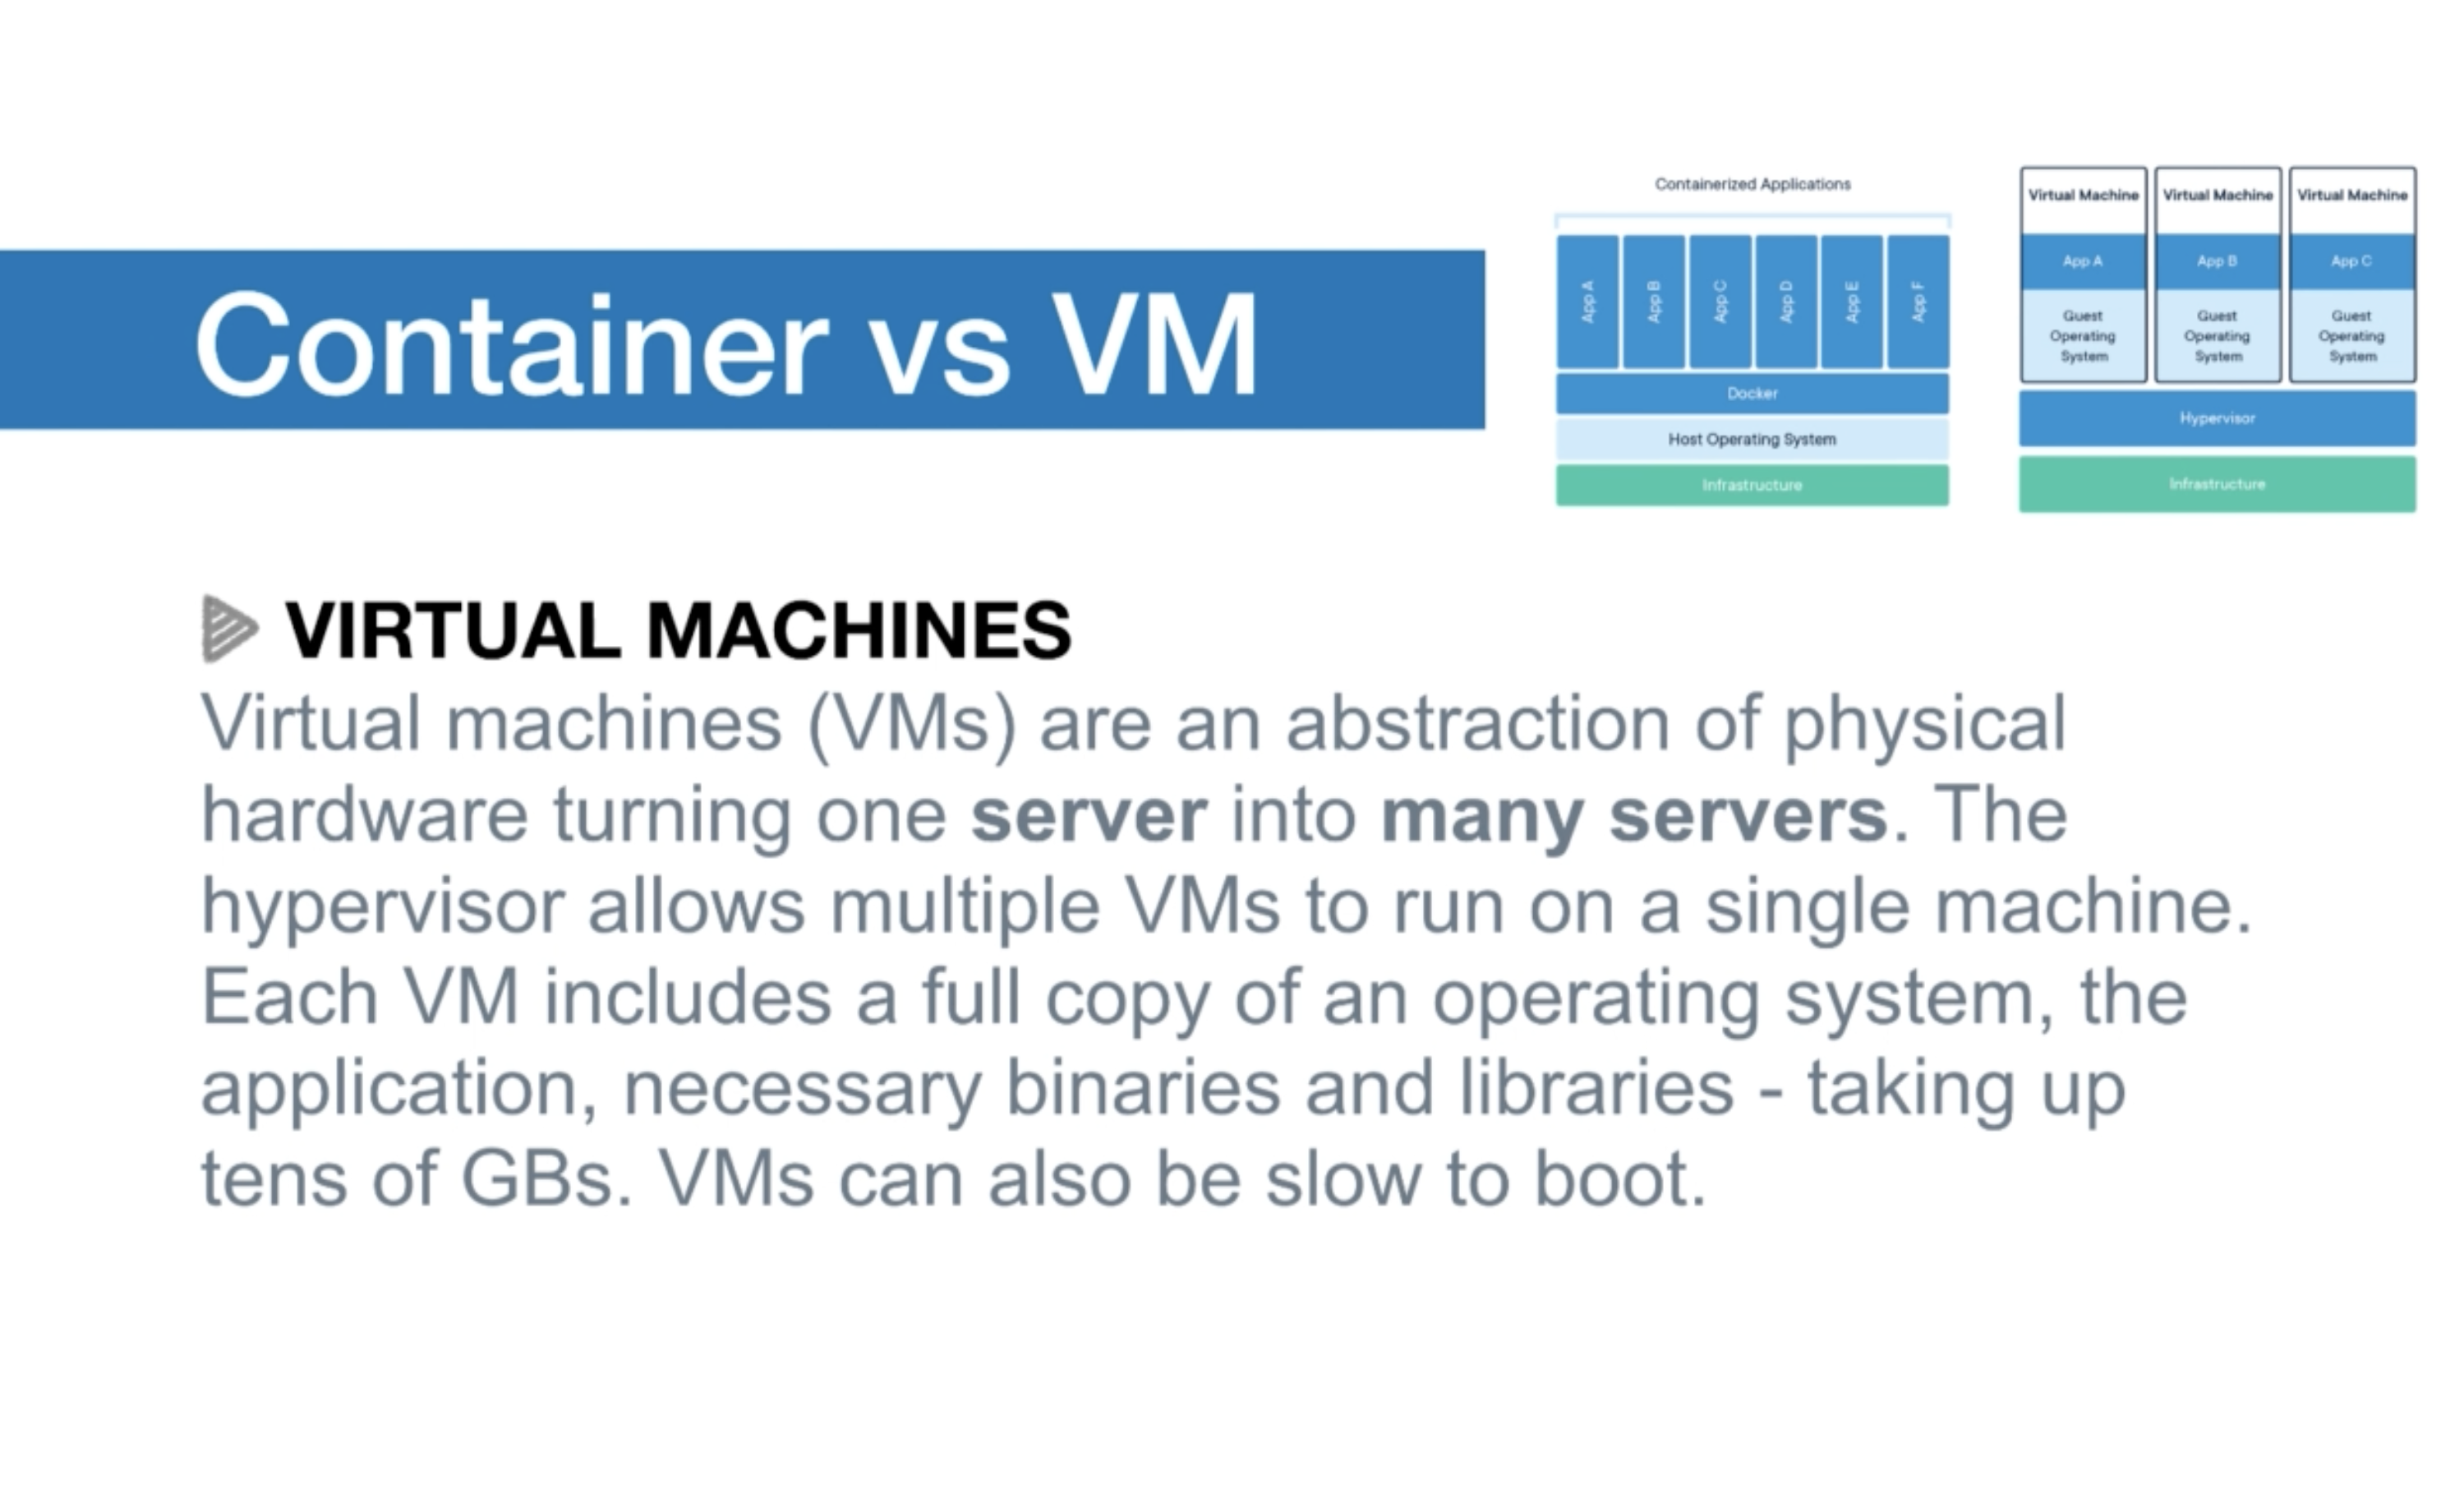 Container vs VM
Containerized Applications
App A
App B
App C
App D
App E
App F
Docker
Host Operating System
Infrastructure
Virtual Machine
App A
Guest
Operating
System
Virtual Machine
App B
Guest
Operating
System
Virtual Machine
App C
Guest
Operating
System
Hypervisor
Infrastructure
VIRTUAL MACHINES
Virtual machines (VMs) are an abstraction of physical
hardware turning one server into many servers. The
hypervisor allows multiple VMs to run on a single machine.
Each VM includes a full copy of an operating system, the
application, necessary binaries and libraries - taking up
tens of GBs. VMs can also be slow to boot.